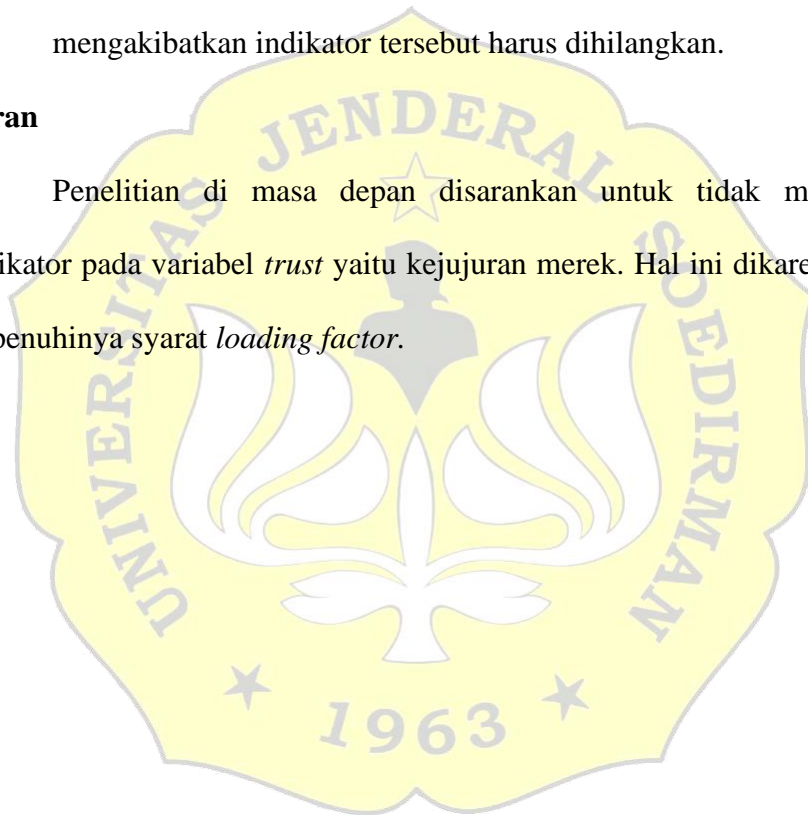 mengakibatkan indikator tersebut harus dihilangkan.
ran
Penelitian di masa depan disarankan untuk tidak m
ikator pada variabel trust yaitu kejujuran merek. Hal ini dikare
penuhinya syarat loading factor.
UNIVERSITAS JENDERAL SOEDIRMAN
1963